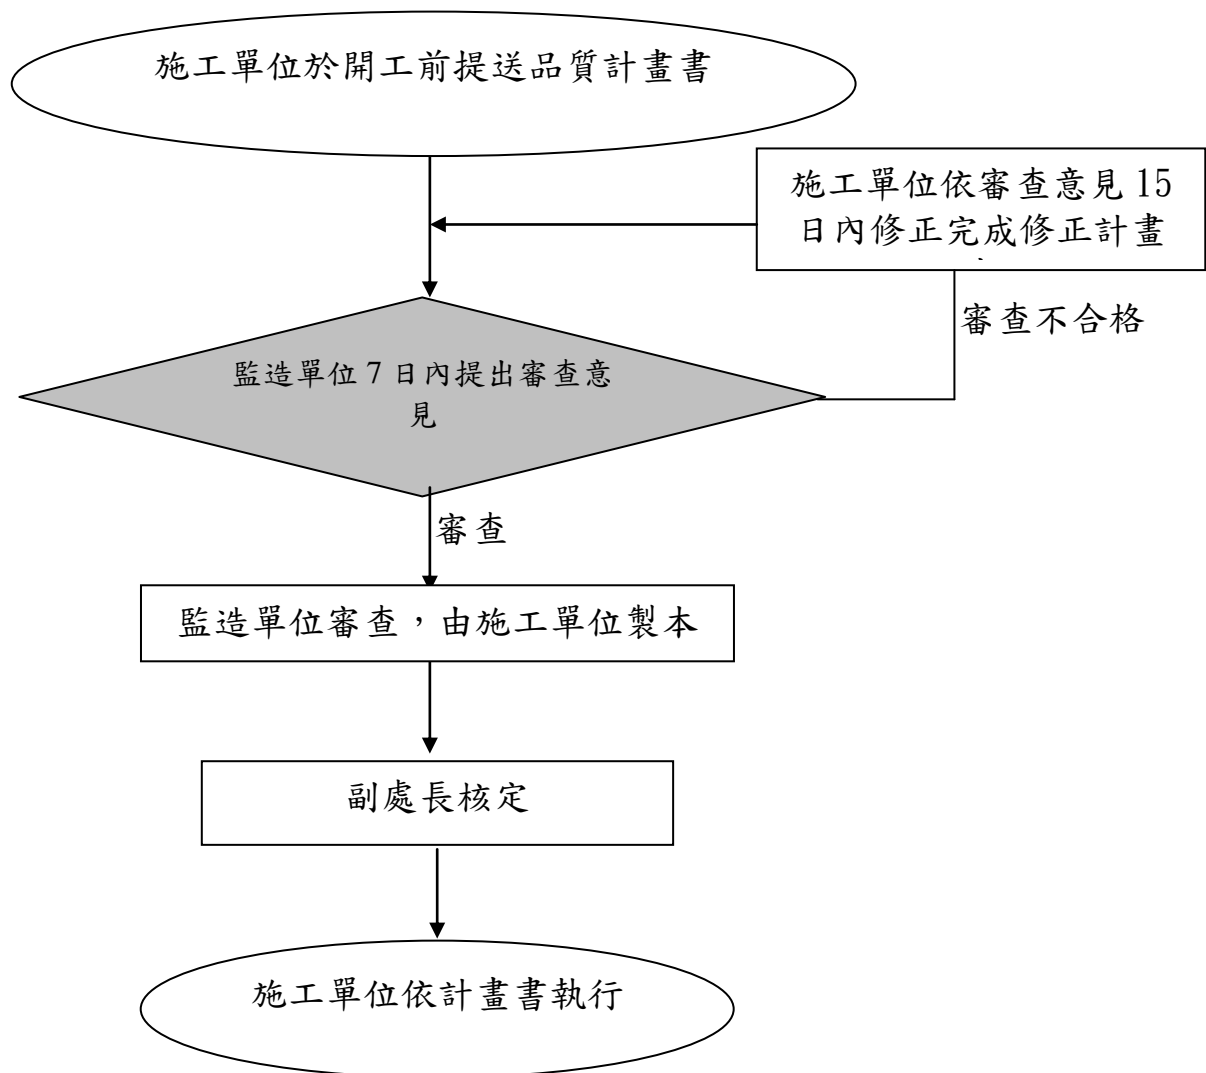 施工單位於開工前提送品質計畫書
施工單位依審查意見 15
日內修正完成修正計畫
審查不合格
監造單位 7 日內提出審查意
見
審查
監造單位審查，由施工單位製本
副處長核定
施工單位依計畫書執行